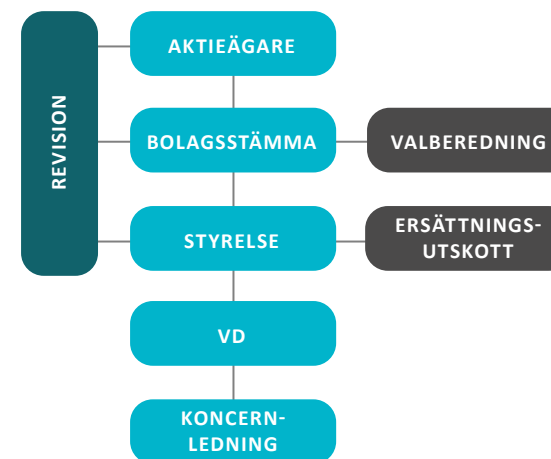 REVISION
AKTIEÄGARE
BOLAGSSTÄMMA
VALBEREDNING
STYRELSE
ERSÄTTNINGS-
UTSKOTT
VD
KONCERN-
LEDNING